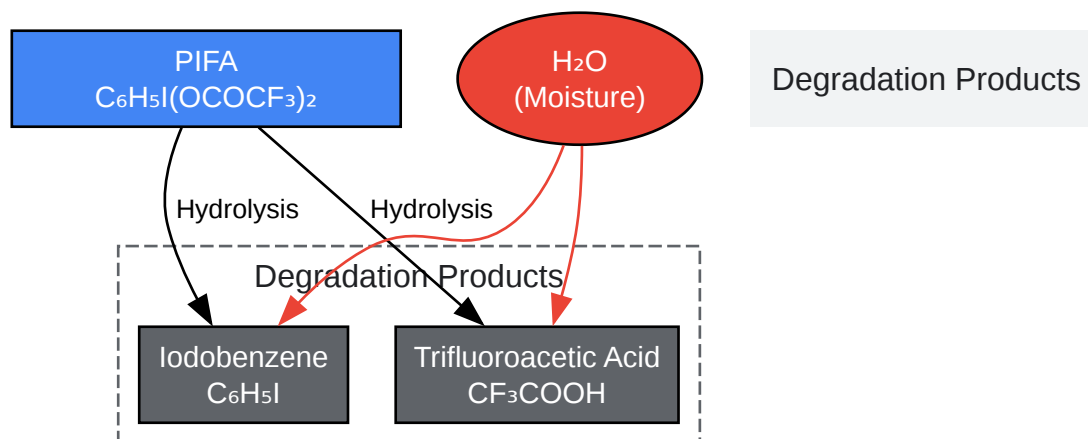 PIFA
C₆H₅I(OCOCF₃)₂
H₂O
(Moisture)
Degradation Products
Hydrolysis
Hydrolysis
Degradation Products
Iodobenzene
C₆H₅I
Trifluoroacetic Acid
CF₃COOH